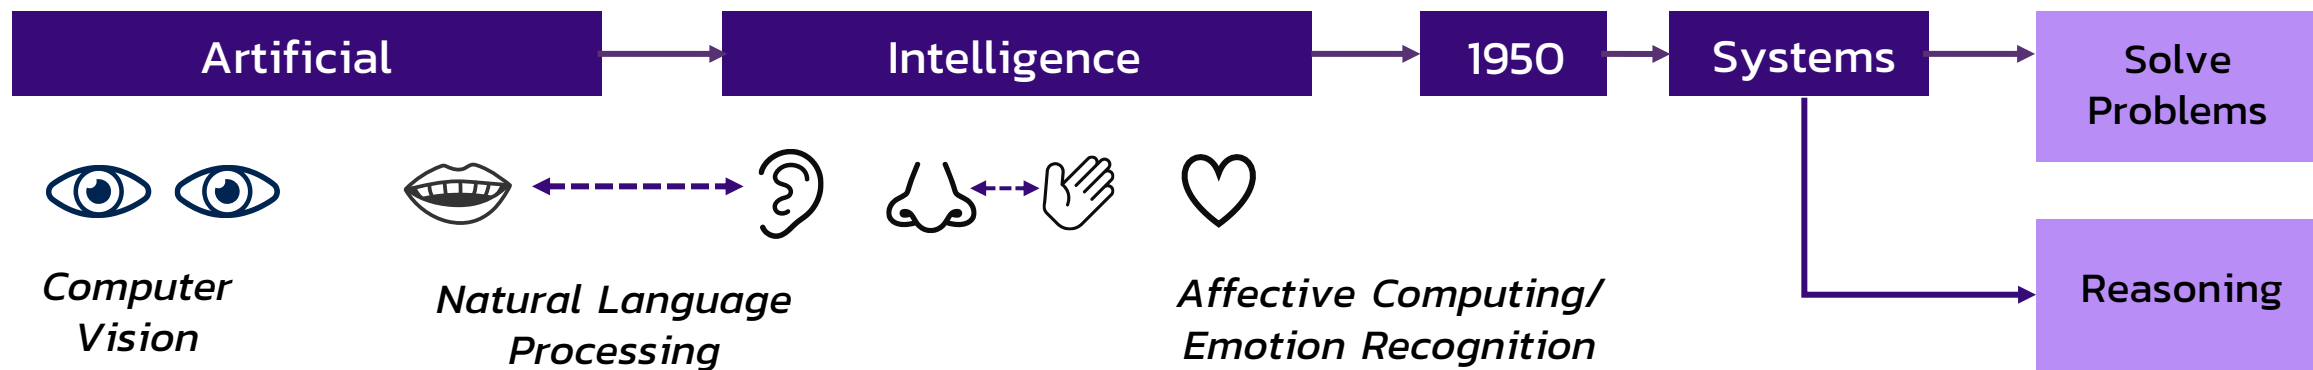 Artificial
Intelligence
1950
Systems
Solve
Problems
Computer
Vision
Natural Language
Processing
Affective Computing/
Emotion Recognition
Reasoning